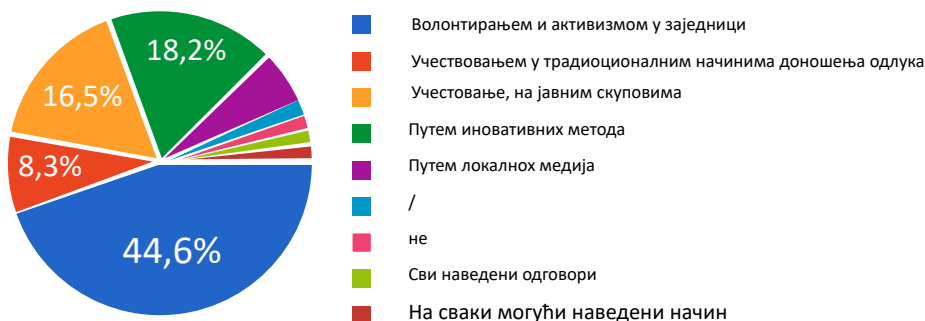 18,2%
16,5%
8,3%
44,6%
Волонтирањем и активизмом у заједници
Учествовањем у традиоционалним начинима доношења одлука
Учестовање, на јавним скуповима
Путем иновативних метода
Путем локалнох медија
/
не
Сви наведени одговори
На сваки могући наведени начин